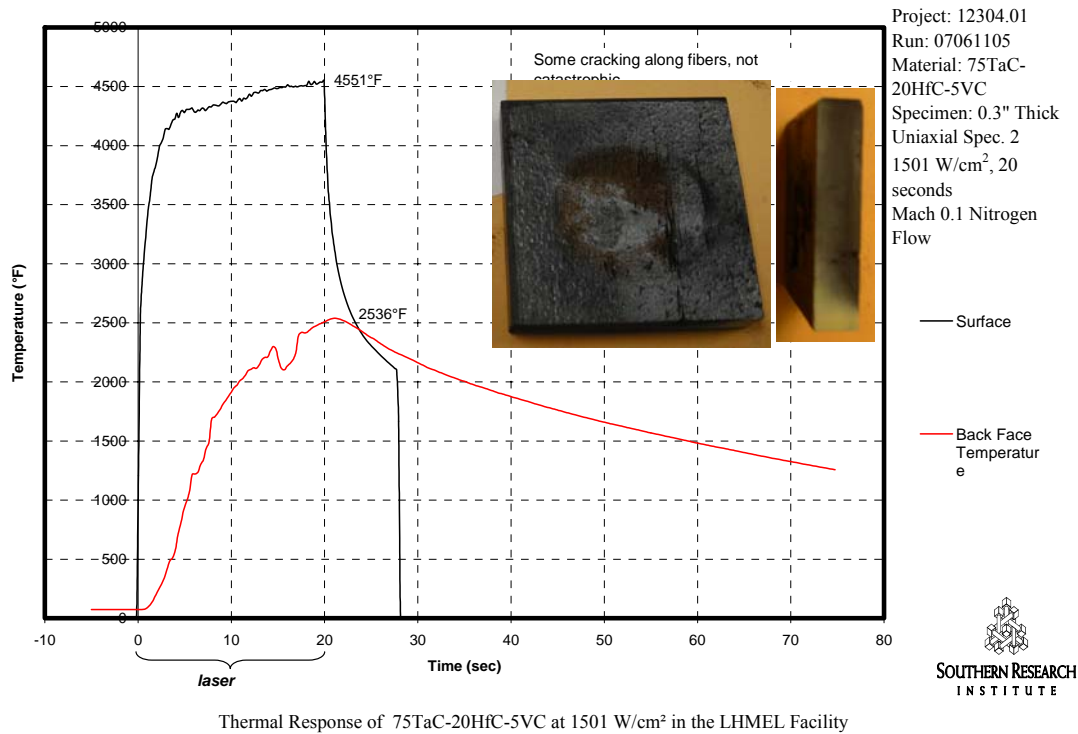 Project: 12304.01
Run: 07061105
Material: 75TaC-
20HfC-5VC
Specimen: 0.3" Thick
Uniaxial Spec. 2
1501 W/cm², 20
seconds
Mach 0.1 Nitrogen
Flow
Some cracking along fibers, not
catastrophic
4551°F
2536°F
Temperature (°F)
5000
4500
4000
3500
3000
2500
2000
1500
1000
500
0
-10
0
10
20
30
40
50
60
70
80
Time (sec)
laser
Surface
Back Face
Temperatur
e
SOUTHERN RESEARCH
INSTITUTE
Thermal Response of 75TaC-20HfC-5VC at 1501 W/cm² in the LHMEL Facility